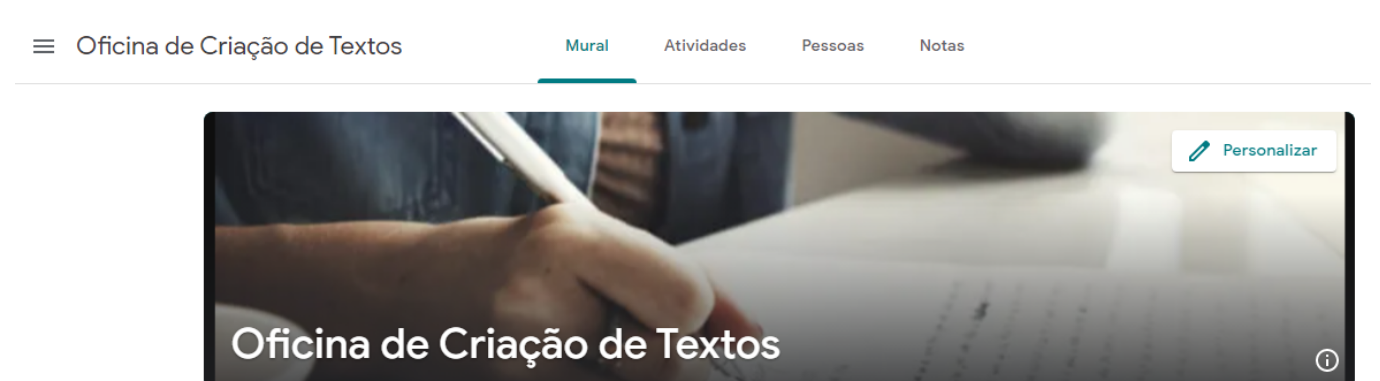 Oficina de Criação de Textos
Mural Atividades Pessoas Notas
Personalizar
Oficina de Criação de Textos